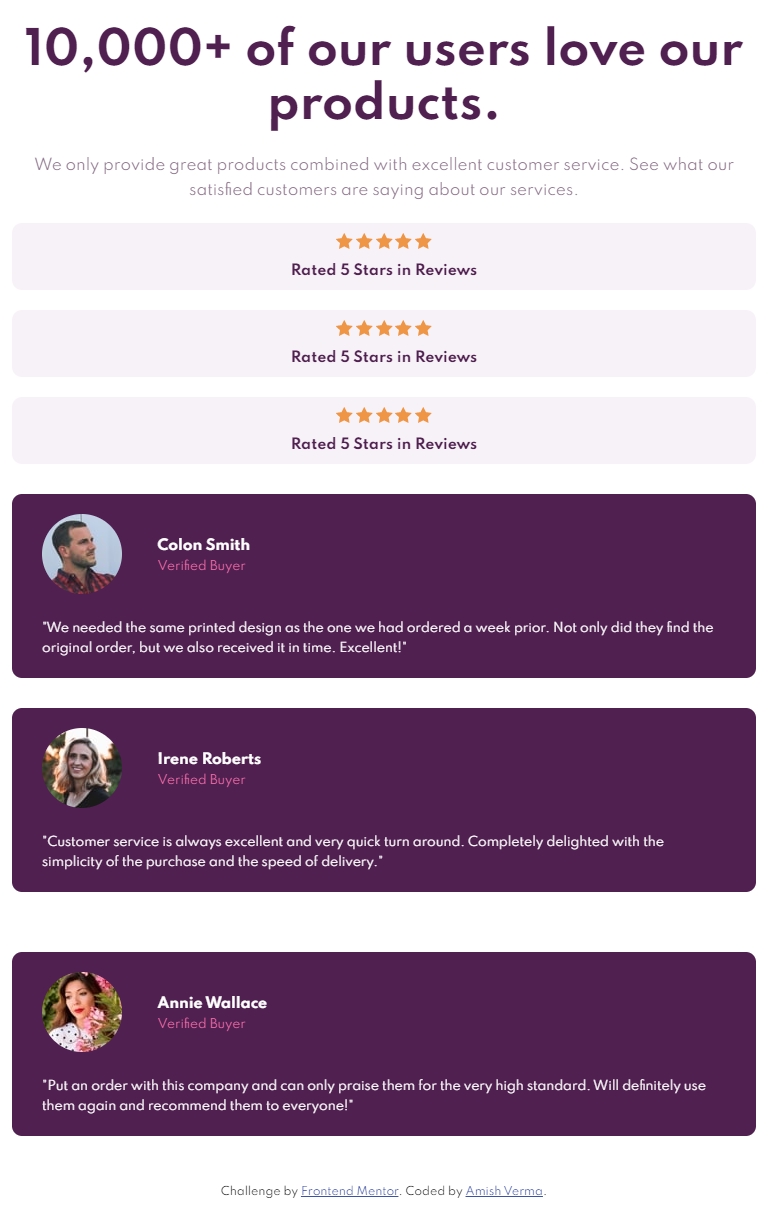 10,000+ of our users love our
products.
We only provide great products combined with excellent customer service. See what our
satisfied customers are saying about our services.
Rated 5 Stars in Reviews
Rated 5 Stars in Reviews
Rated 5 Stars in Reviews
Colon Smith
Verified Buyer
"We needed the same printed design as the one we had ordered a week prior. Not only did they find the
original order, but we also received it in time. Excellent!"
Irene Roberts
Verified Buyer
"Customer service is always excellent and very quick turn around. Completely delighted with the
simplicity of the purchase and the speed of delivery."
Annie Wallace
Verified Buyer
"Put an order with this company and can only praise them for the very high standard. Will definitely use
them again and recommend them to everyone!"
Challenge by Frontend Mentor. Coded by Amish Verma.